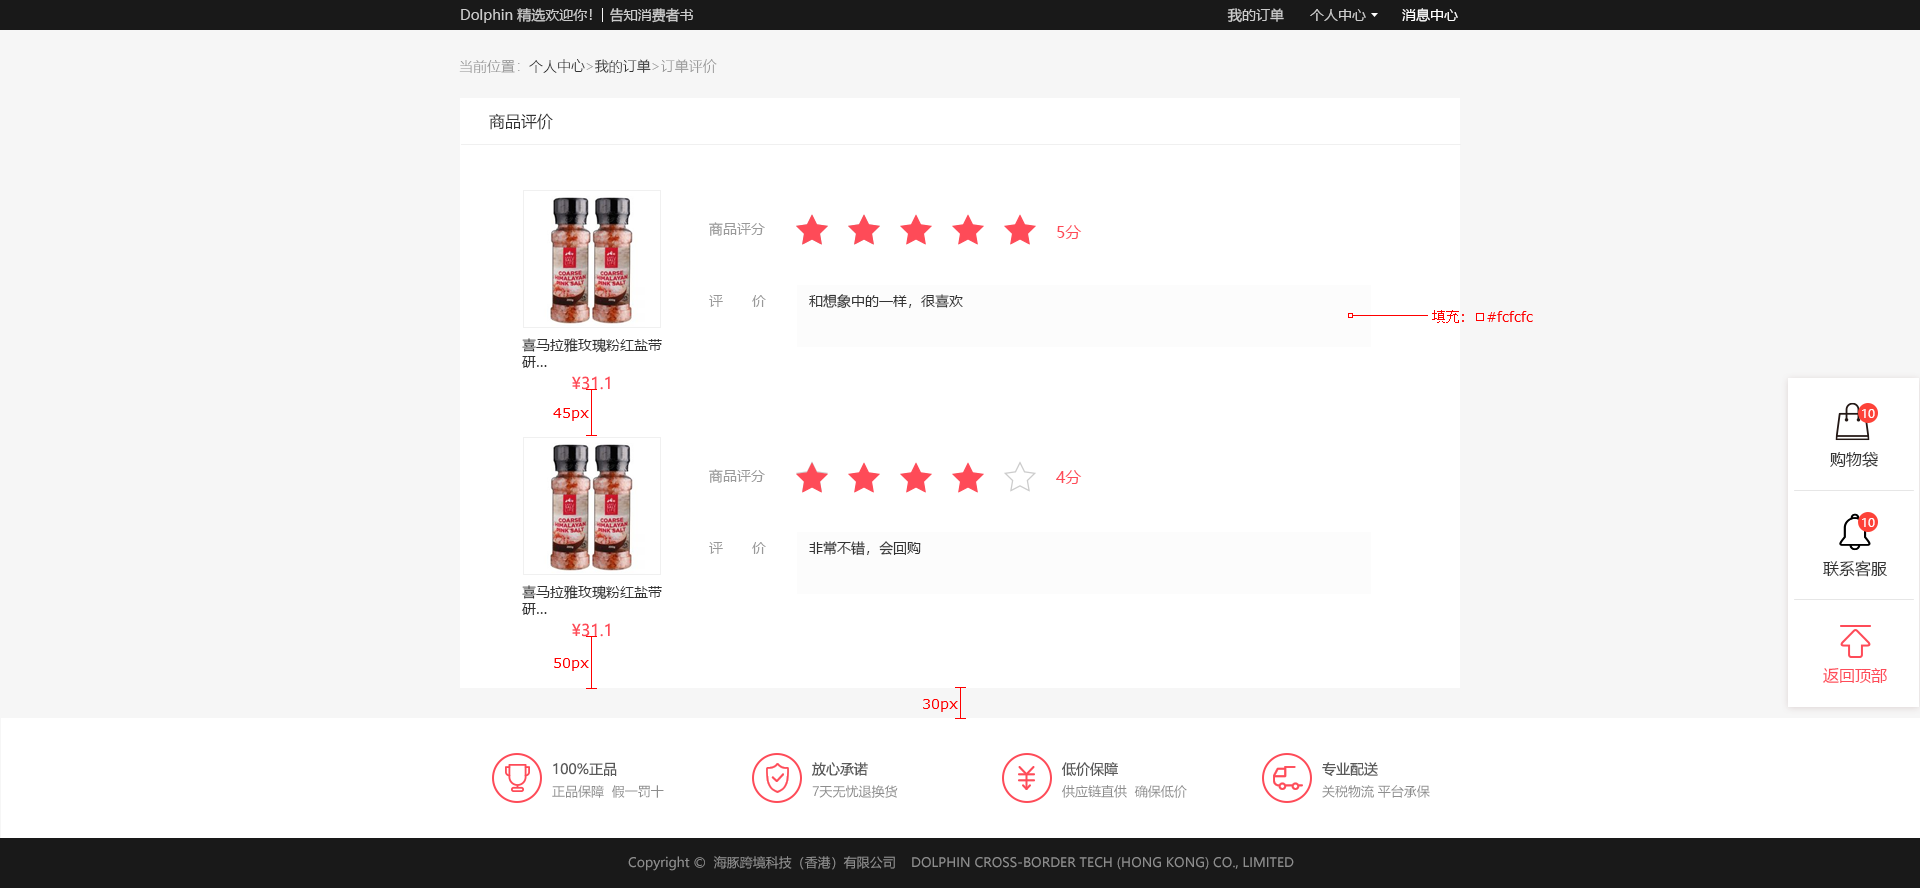 Dolphin 精选欢迎你！| 告知消费者书
我的订单 个人中心 消息中心
当前位置：个人中心>我的订单>订单评价
商品评价
商品评分 5分
评 价 和想象中的一样，很喜欢
填充： #fcfcfc
COARSE
HIMALAYAN
PINK SALT
喜马拉雅玫瑰粉红盐带
研...
¥31.1
45px
商品评分 4分
评 价 非常不错，会回购
COARSE
HIMALAYAN
PINK SALT
喜马拉雅玫瑰粉红盐带
研...
¥31.1
50px
30px
10
购物袋
10
联系客服
返回顶部
100%正品
正品保障 假一罚十
放心承诺
7天无忧退换货
低价保障
供应链直供 确保低价
专业配送
关税物流 平台承保
Copyright © 海豚跨境科技（香港）有限公司 DOLPHIN CROSS-BORDER TECH (HONG KONG) CO., LIMITED